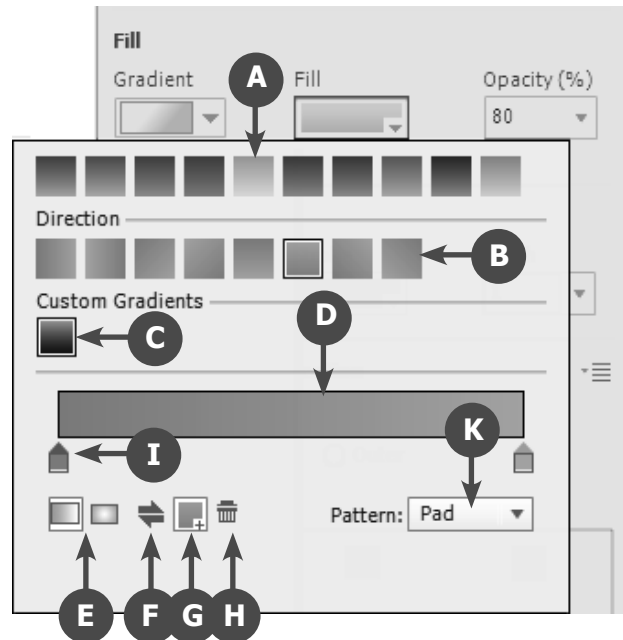 Fill
Gradient Fill Opacity (%)
A
80
Direction
B
Custom Gradients
C
D
I
K
Pattern: Pad
E F G H